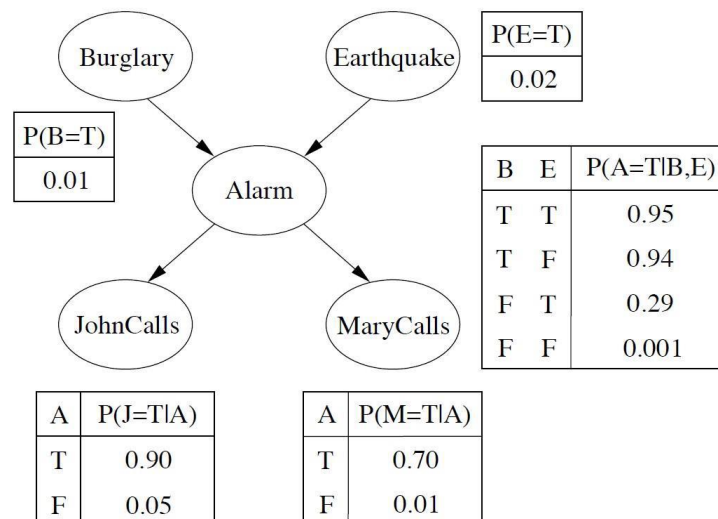 Burglary
Earthquake
P(E=T)
0.02
P(B=T)
0.01
Alarm
B E P(A=T|B,E)
T T 0.95
T F 0.94
F T 0.29
F F 0.001
JohnCalls
MaryCalls
A P(J=T|A)
T 0.90
F 0.05
A P(M=T|A)
T 0.70
F 0.01